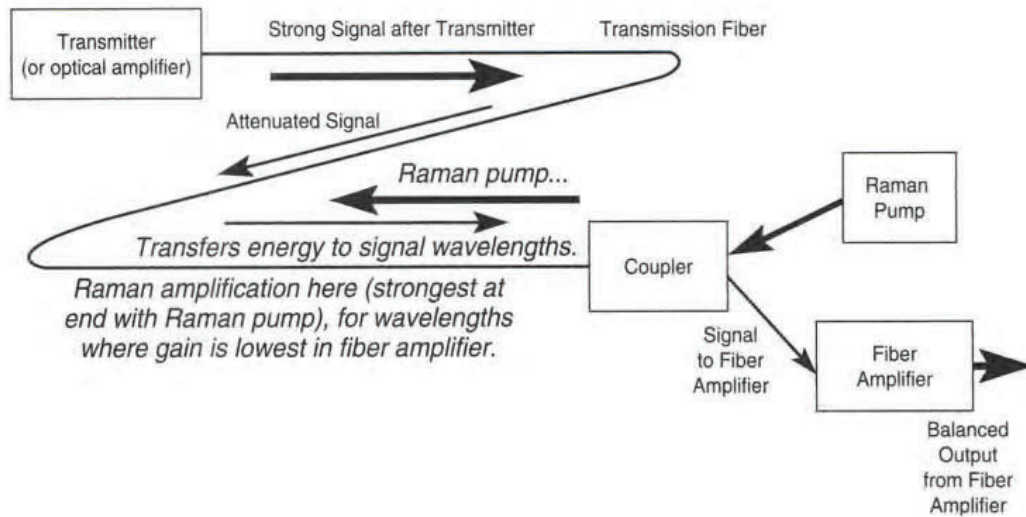 Transmitter
(or optical amplifier)
Strong Signal after Transmitter
Transmission Fiber
Attenuated Signal
Raman pump...
Raman
Pump
Transfers energy to signal wavelengths.
Coupler
Raman amplification here (strongest at
end with Raman pump), for wavelengths
where gain is lowest in fiber amplifier.
Signal
to Fiber
Amplifier
Fiber
Amplifier
Balanced
Output
from Fiber
Amplifier